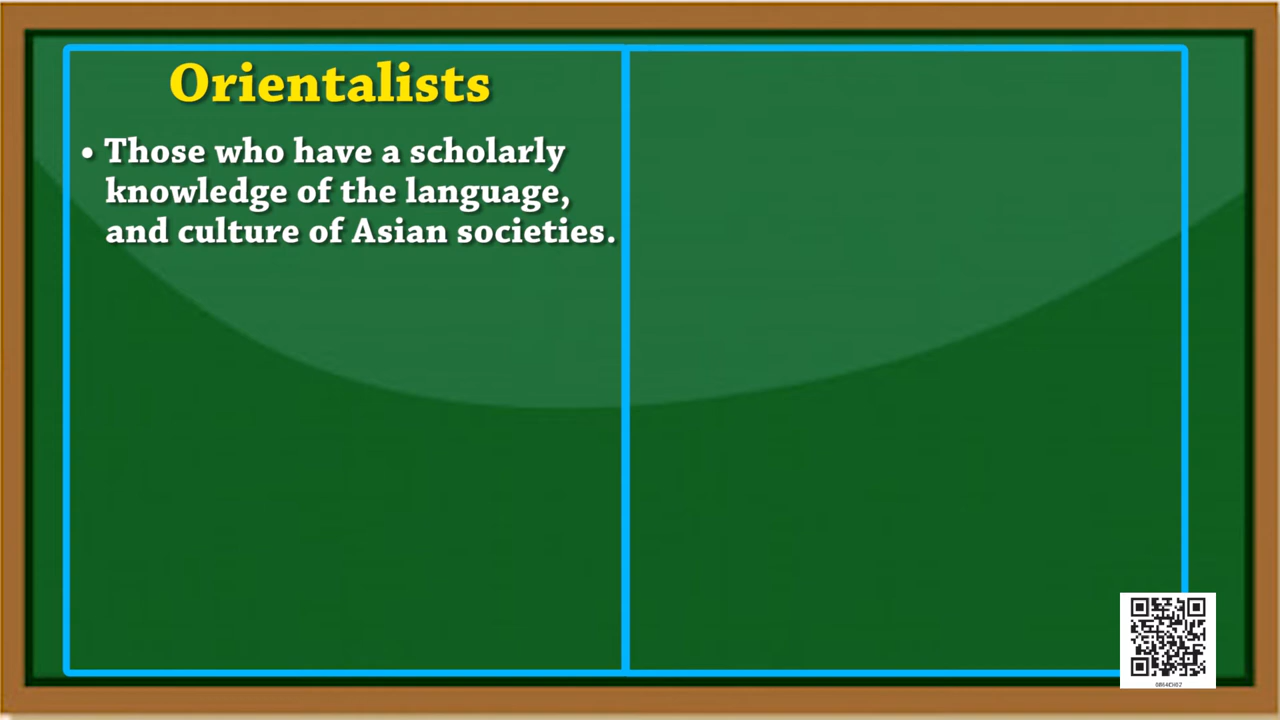 Orientalists
• Those who have a scholarly
knowledge of the language,
and culture of Asian societies.